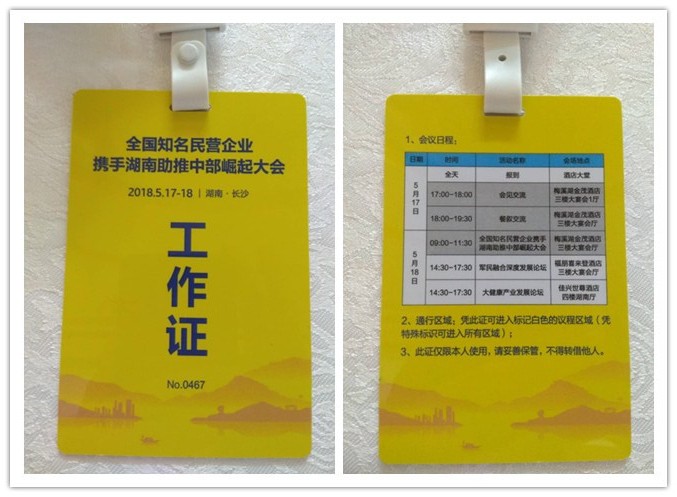 全国知名民营企业
携手湖南助推中部崛起大会
2018.5.17-18 | 湖南·长沙
工
作
证
No.0467
1、会议日程:
日期 时间 活动名称 会场地点
5月17日 全天 报到 酒店大堂
17:00~18:00 会见交流 梅溪湖金茂酒店
三楼大宴会1厅
18:00~19:30 餐叙交流 梅溪湖金茂酒店
三楼大宴会厅
5月18日 09:00~11:30 全国知名民营企业携手
湖南助推中部崛起大会 梅溪湖金茂酒店
三楼大宴会厅
14:30~17:30 军民融合深度发展论坛 福朋喜来登酒店
三楼大宴会厅
14:30~17:30 大健康产业发展论坛 佳兴世尊酒店
四楼湖南厅
2、通行区域:凭此证可进入标记白色的议程区域(凭
特殊标识可进入所有区域);
3、此证仅限本人使用,请妥善保管,不得转借他人。